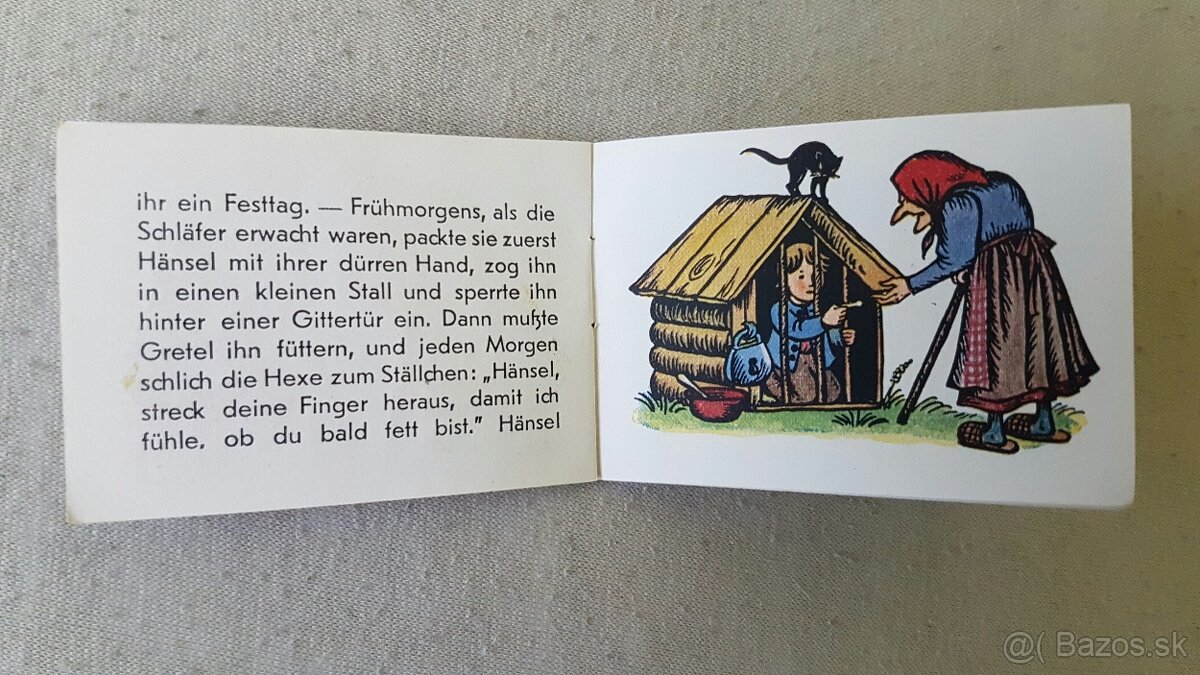 ihr ein Festtag. — Frühmorgens, als die
Schläfer erwacht waren, packte sie zuerst
Hänsel mit ihrer dürren Hand, zog ihn
in einen kleinen Stall und sperrte ihn
hinter einer Gittertür ein. Dann mußte
Gretel ihn füttern, und jeden Morgen
schlich die Hexe zum Ställchen: „Hänsel,
streck deine Finger heraus, damit ich
fühle, ob du bald fett bist.” Hänsel
@( Bazos.sk